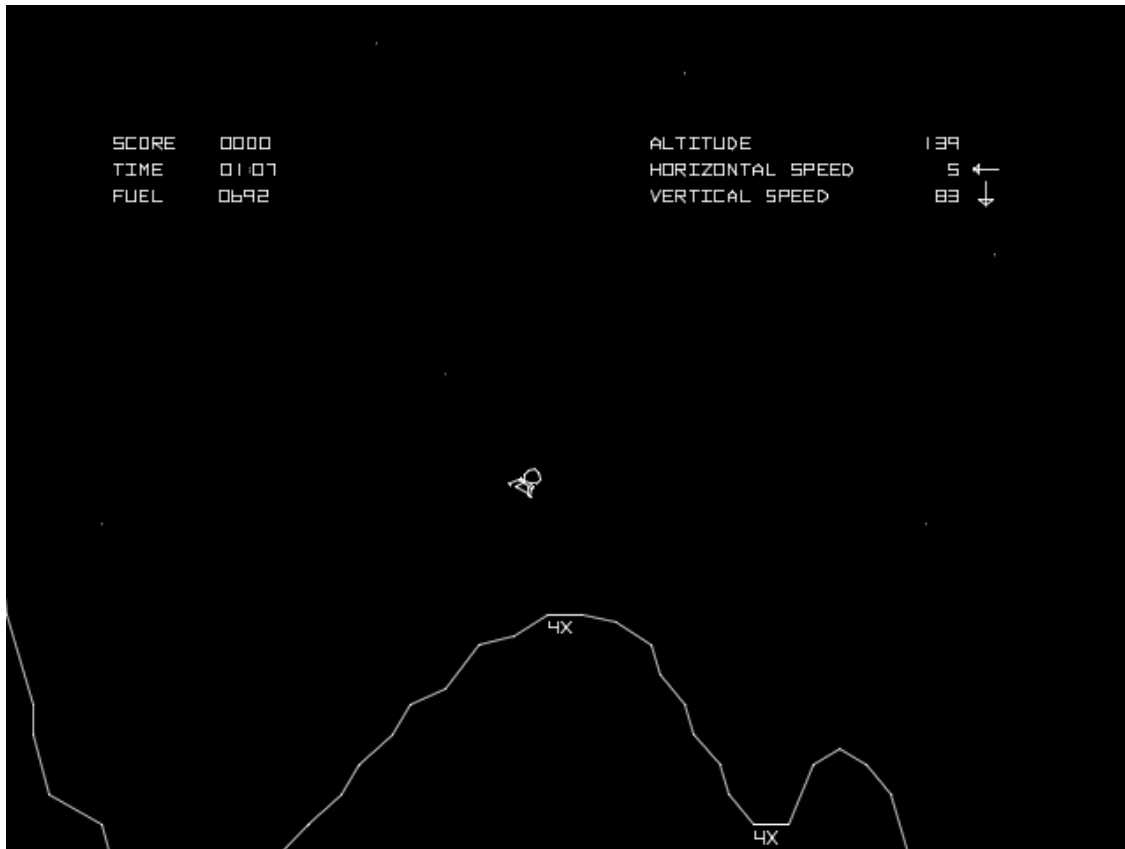 SCORE 0000
TIME 01:07
FUEL 0692
ALTITUDE 139
HORIZONTAL SPEED 5 ←
VERTICAL SPEED 83 ↓
4X
4X